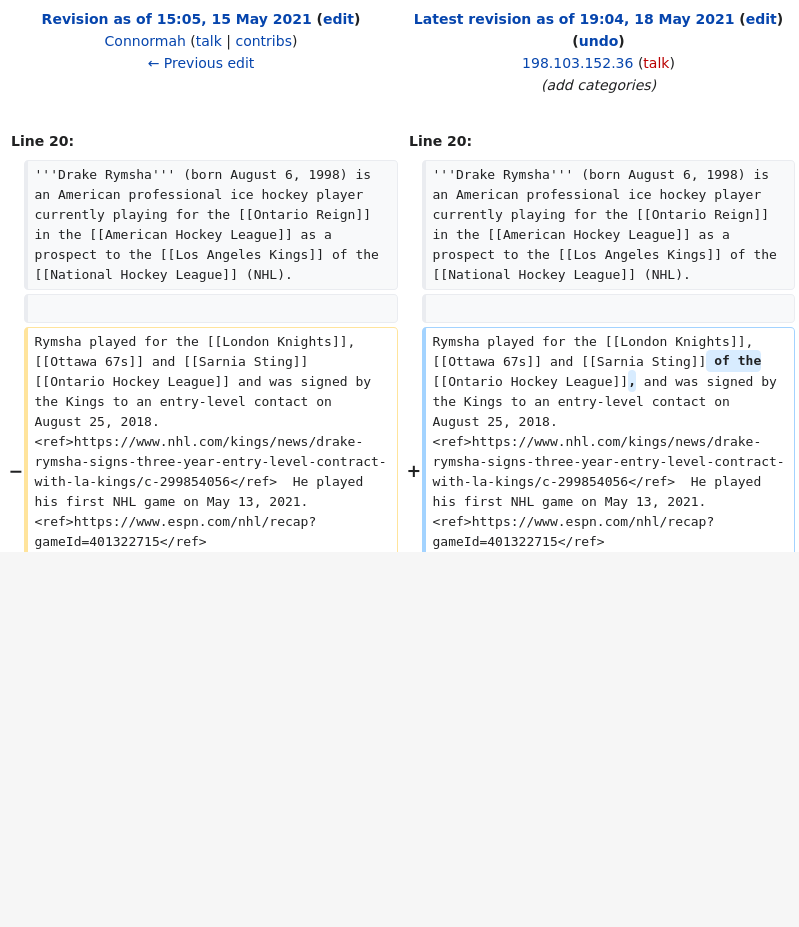 Revision as of 15:05, 15 May 2021 (edit)
Connormah (talk | contribs)
← Previous edit
Latest revision as of 19:04, 18 May 2021 (edit)
(undo)
198.103.152.36 (talk)
(add categories)
Line 20:
Line 20:
'''Drake Rymsha''' (born August 6, 1998) is
an American professional ice hockey player
currently playing for the [[Ontario Reign]]
in the [[American Hockey League]] as a
prospect to the [[Los Angeles Kings]] of the
[[National Hockey League]] (NHL).
'''Drake Rymsha''' (born August 6, 1998) is
an American professional ice hockey player
currently playing for the [[Ontario Reign]]
in the [[American Hockey League]] as a
prospect to the [[Los Angeles Kings]] of the
[[National Hockey League]] (NHL).
−
Rymsha played for the [[London Knights]],
[[Ottawa 67s]] and [[Sarnia Sting]]
[[Ontario Hockey League]] and was signed by
the Kings to an entry-level contact on
August 25, 2018.
<ref>https://www.nhl.com/kings/news/drake-
rymsha-signs-three-year-entry-level-contract-
with-la-kings/c-299854056</ref>  He played
his first NHL game on May 13, 2021.
<ref>https://www.espn.com/nhl/recap?
gameId=401322715</ref>
+
Rymsha played for the [[London Knights]],
[[Ottawa 67s]] and [[Sarnia Sting]] of the
[[Ontario Hockey League]], and was signed by
the Kings to an entry-level contact on
August 25, 2018.
<ref>https://www.nhl.com/kings/news/drake-
rymsha-signs-three-year-entry-level-contract-
with-la-kings/c-299854056</ref>  He played
his first NHL game on May 13, 2021.
<ref>https://www.espn.com/nhl/recap?
gameId=401322715</ref>